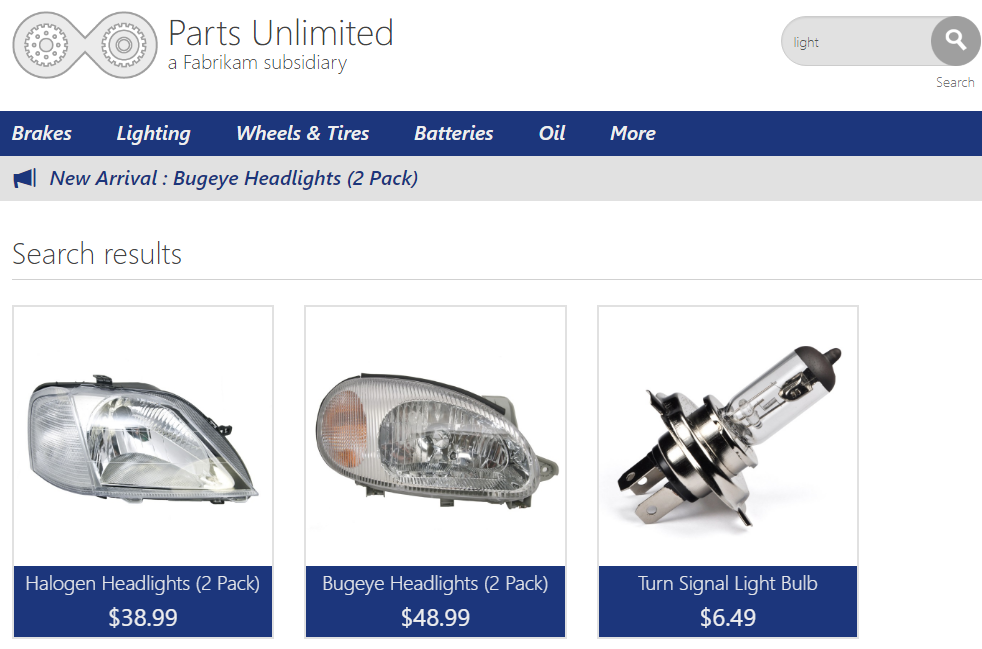 Parts Unlimited
a Fabrikam subsidiary
light
Search
Brakes Lighting Wheels & Tires Batteries Oil More
New Arrival : Bugeye Headlights (2 Pack)
Search results
Halogen Headlights (2 Pack)
$38.99
Bugeye Headlights (2 Pack)
$48.99
Turn Signal Light Bulb
$6.49